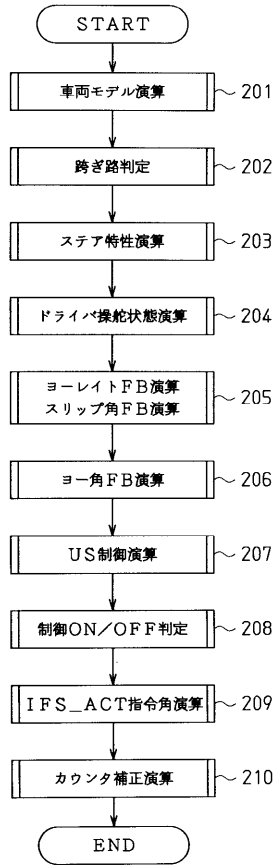 START
車両モデル演算 201
跨ぎ路判定 202
ステア特性演算 203
ドライバ操舵状態演算 204
ヨーレイトFB演算
スリップ角FB演算 205
ヨー角FB演算 206
US制御演算 207
制御ON/OFF判定 208
IFS_ACT指令角演算 209
カウンタ補正演算 210
END